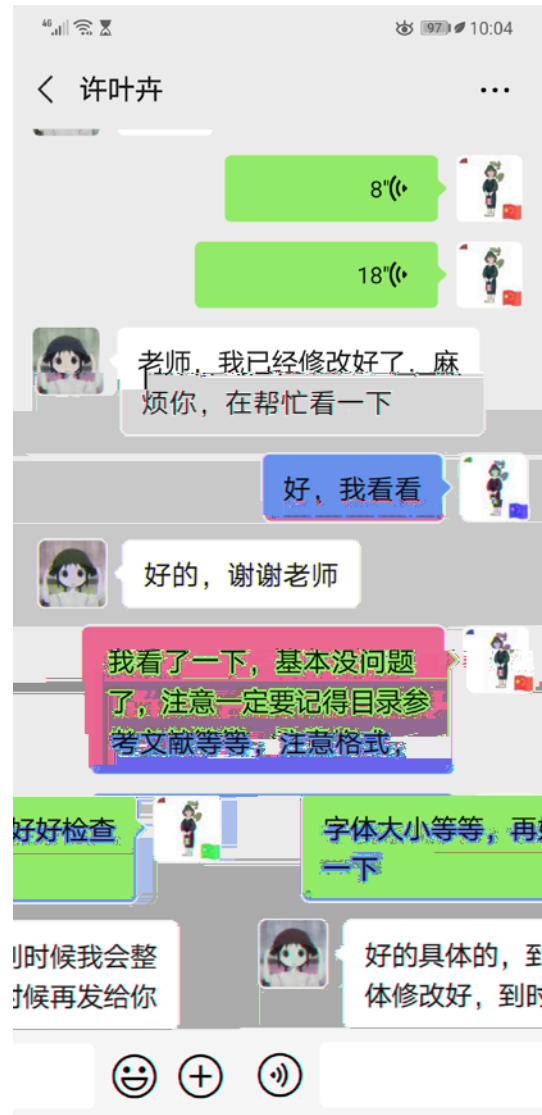 4G 97 10:04
许叶卉
8"
18"
老师，我已经修改好了，麻
烦你，在帮忙看一下
好，我看看
好的，谢谢老师
我看了一下，基本没问题
了，注意一定要记得目录参
考文献等等，注意格式，
字体大小等等，再好好检查
一下
好的具体的，到时候我会整
体修改好，到时候再发给你